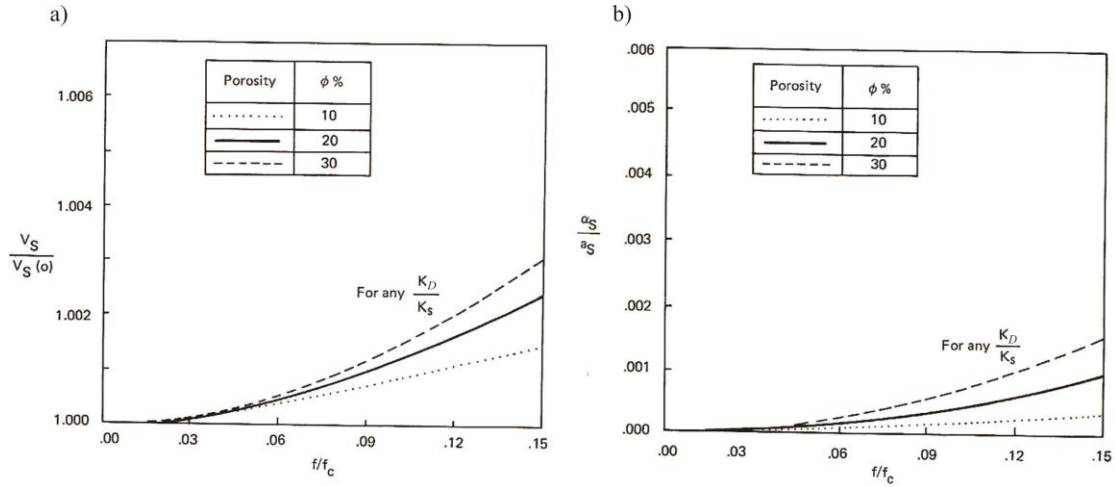 a)
1.006
1.004
1.002
1.000
V_S
V_S (o)
Porosity φ %
10
20
30
For any K_D
K_S
.00 .03 .06 .09 .12 .15
f/f_c
b)
.006
.005
.004
.003
.002
.001
.000
α_S
a_S
Porosity φ %
10
20
30
For any K_D
K_S
.00 .03 .06 .09 .12 .15
f/f_c